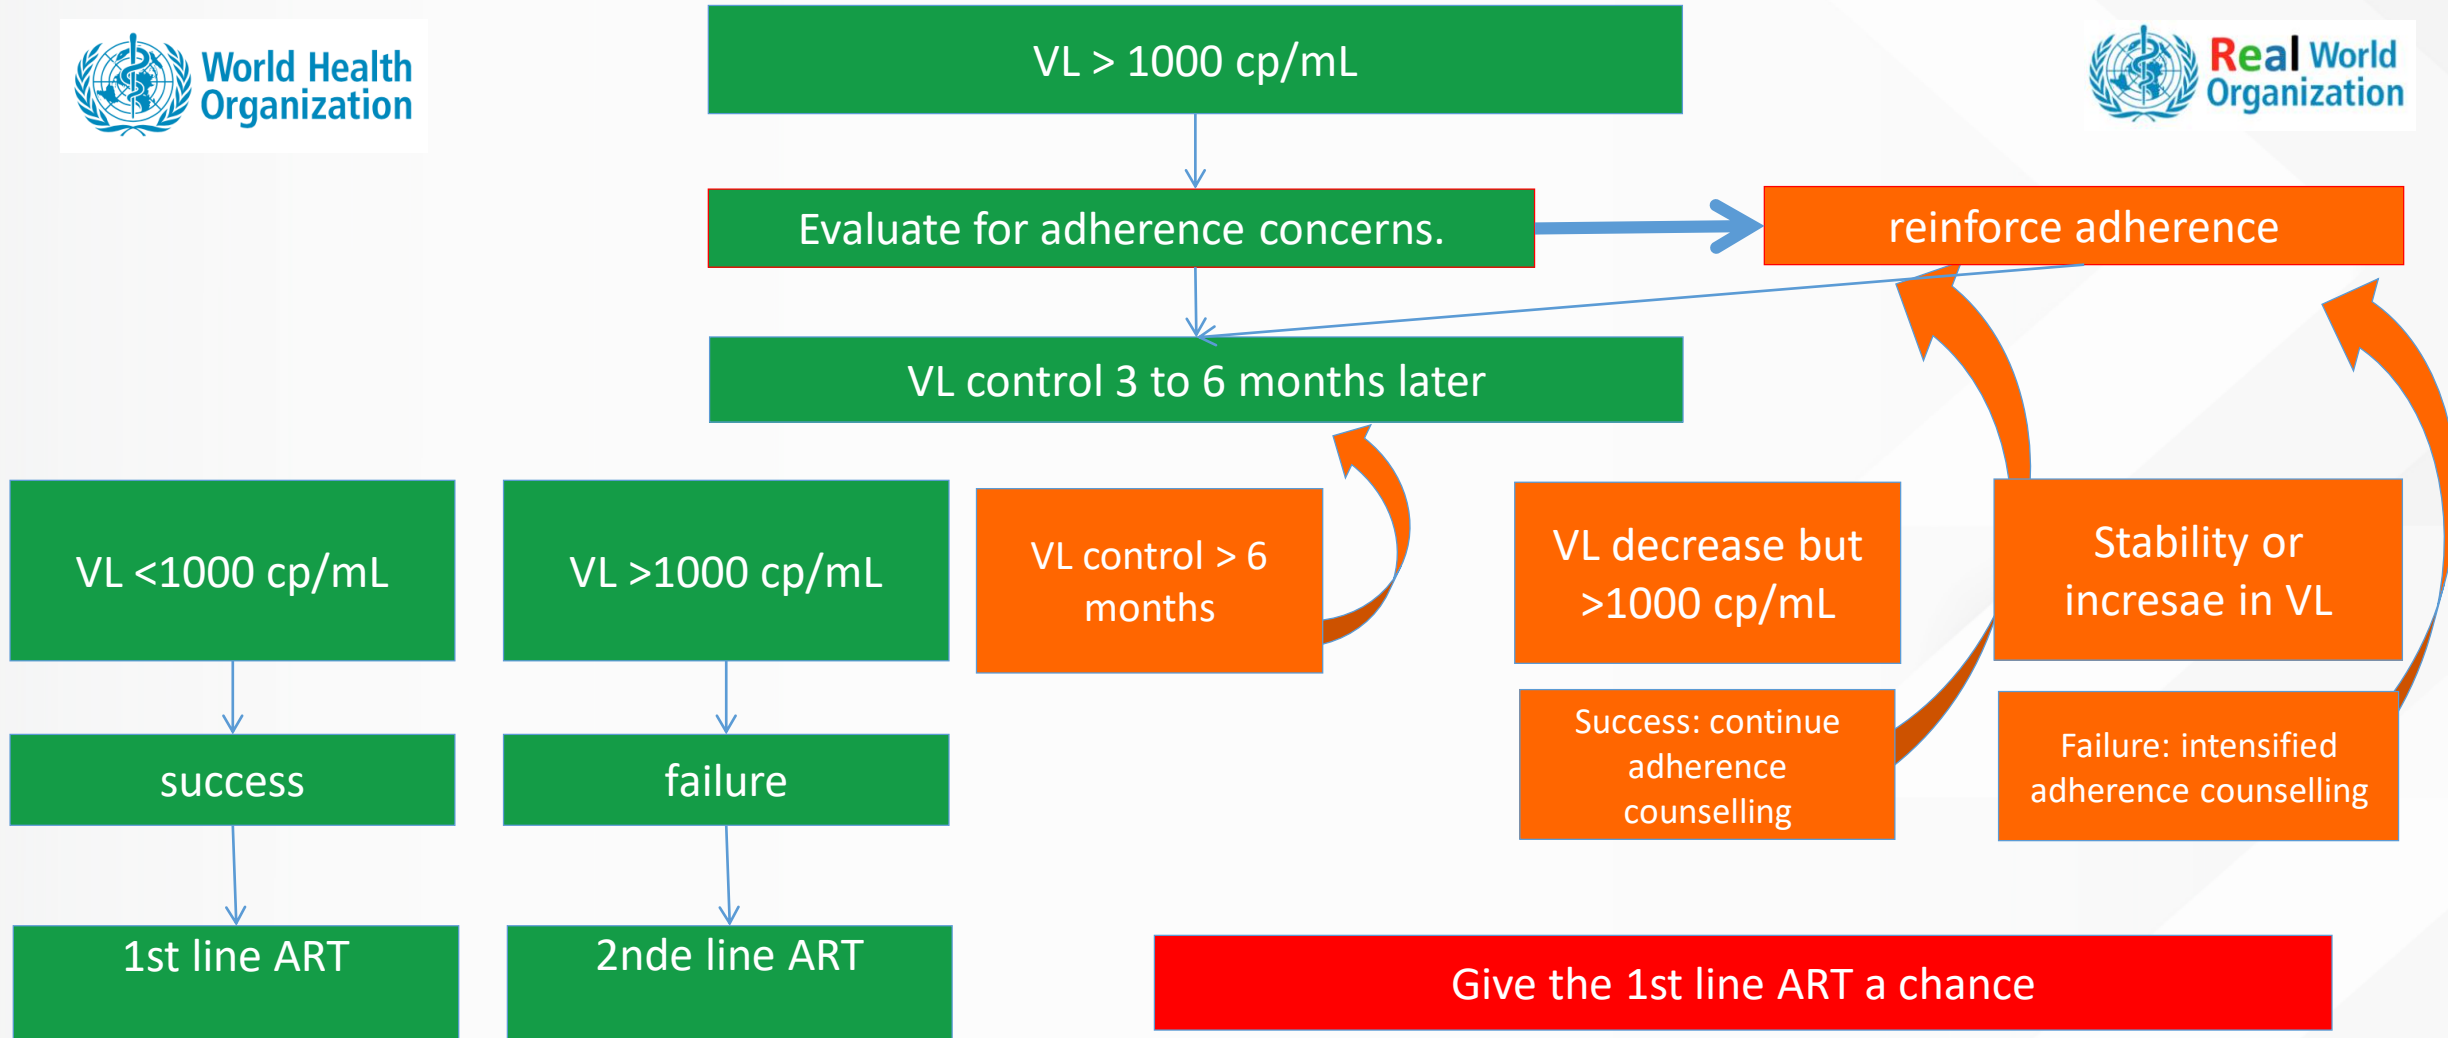 World Health
Organization
VL > 1000 cp/mL
Real World
Organization
Evaluate for adherence concerns.
reinforce adherence
VL control 3 to 6 months later
VL <1000 cp/mL
VL >1000 cp/mL
VL control > 6
months
VL decrease but
>1000 cp/mL
Stability or
incresae in VL
success
failure
Success: continue
adherence
counselling
Failure: intensified
adherence counselling
1st line ART
2nde line ART
Give the 1st line ART a chance